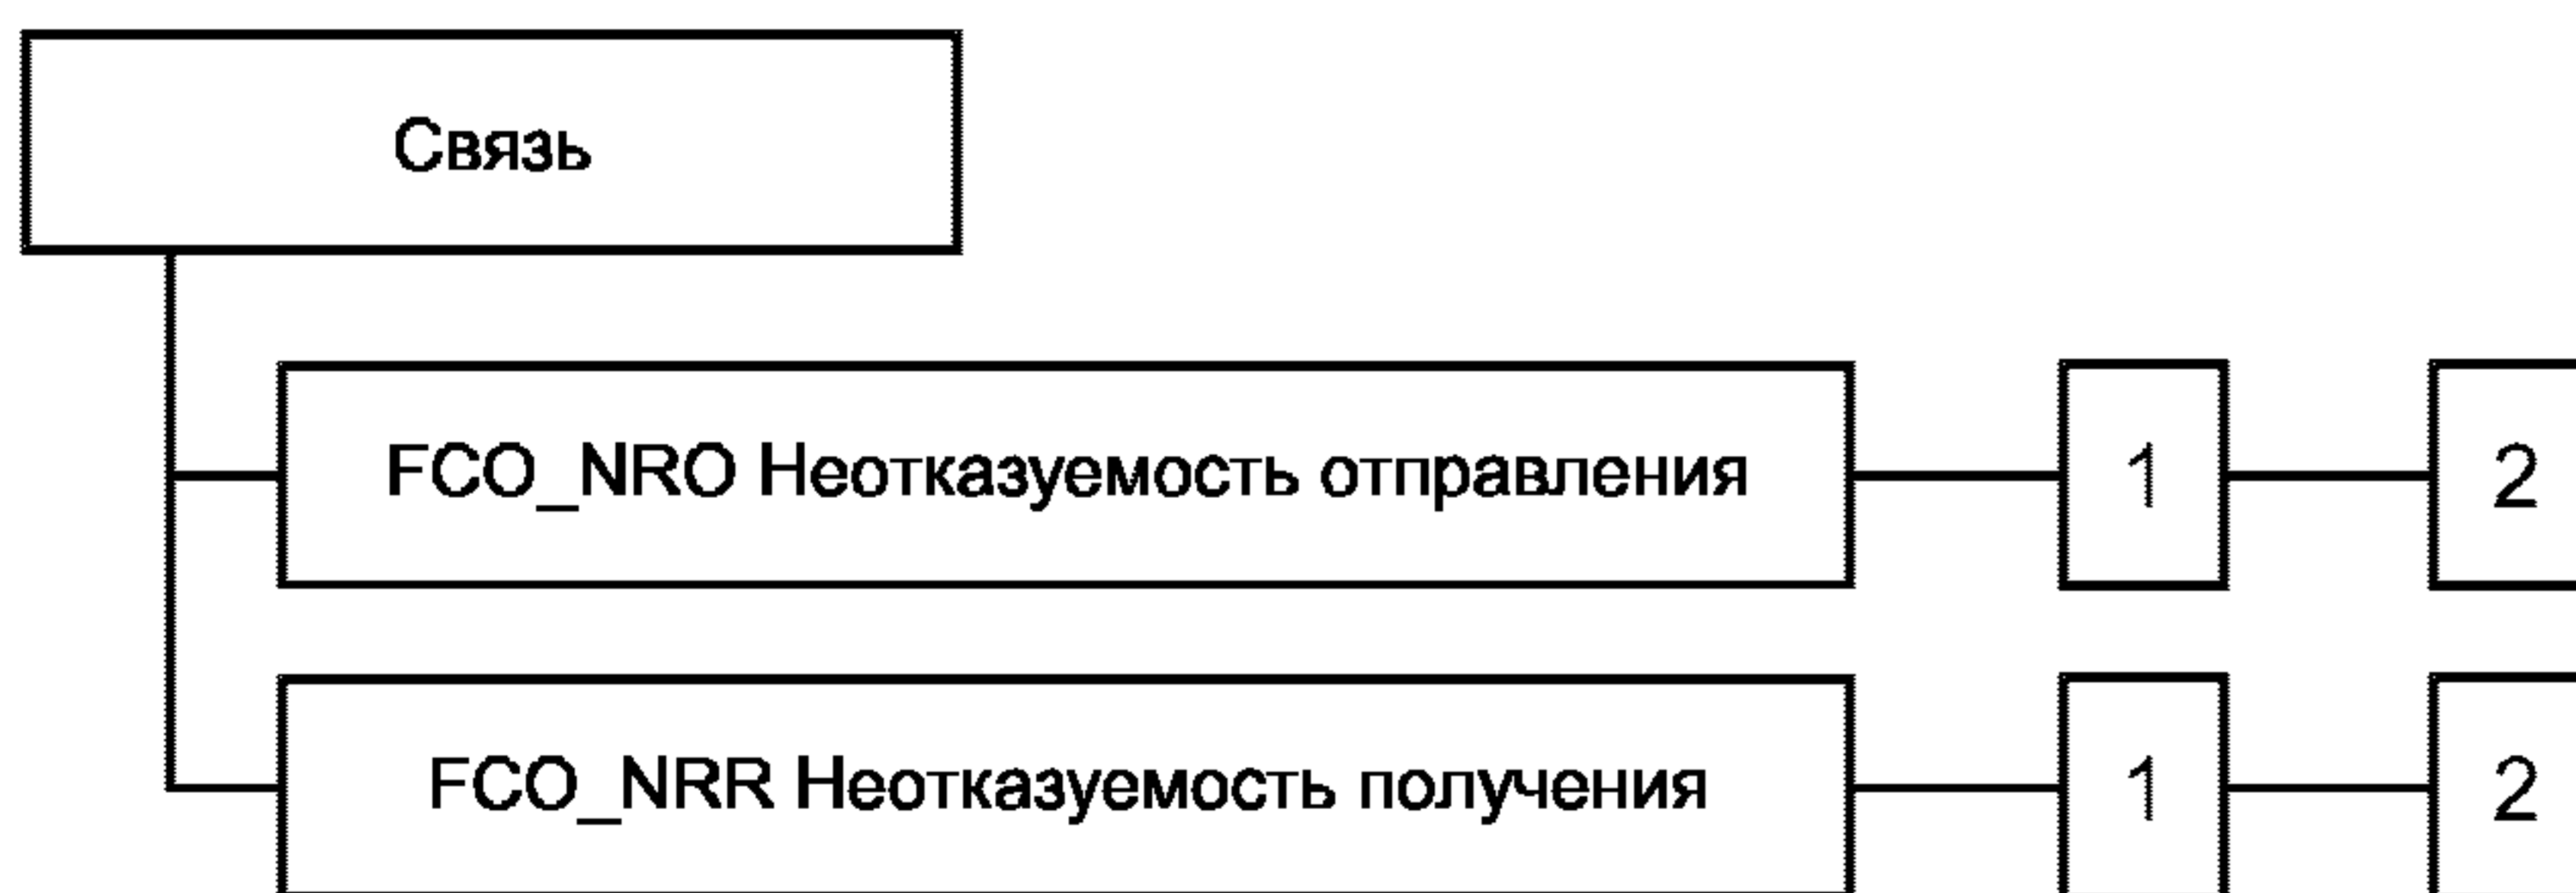 Связь
FCO_NRO Неотказуемость отправления 1 2
FCO_NRR Неотказуемость получения 1 2